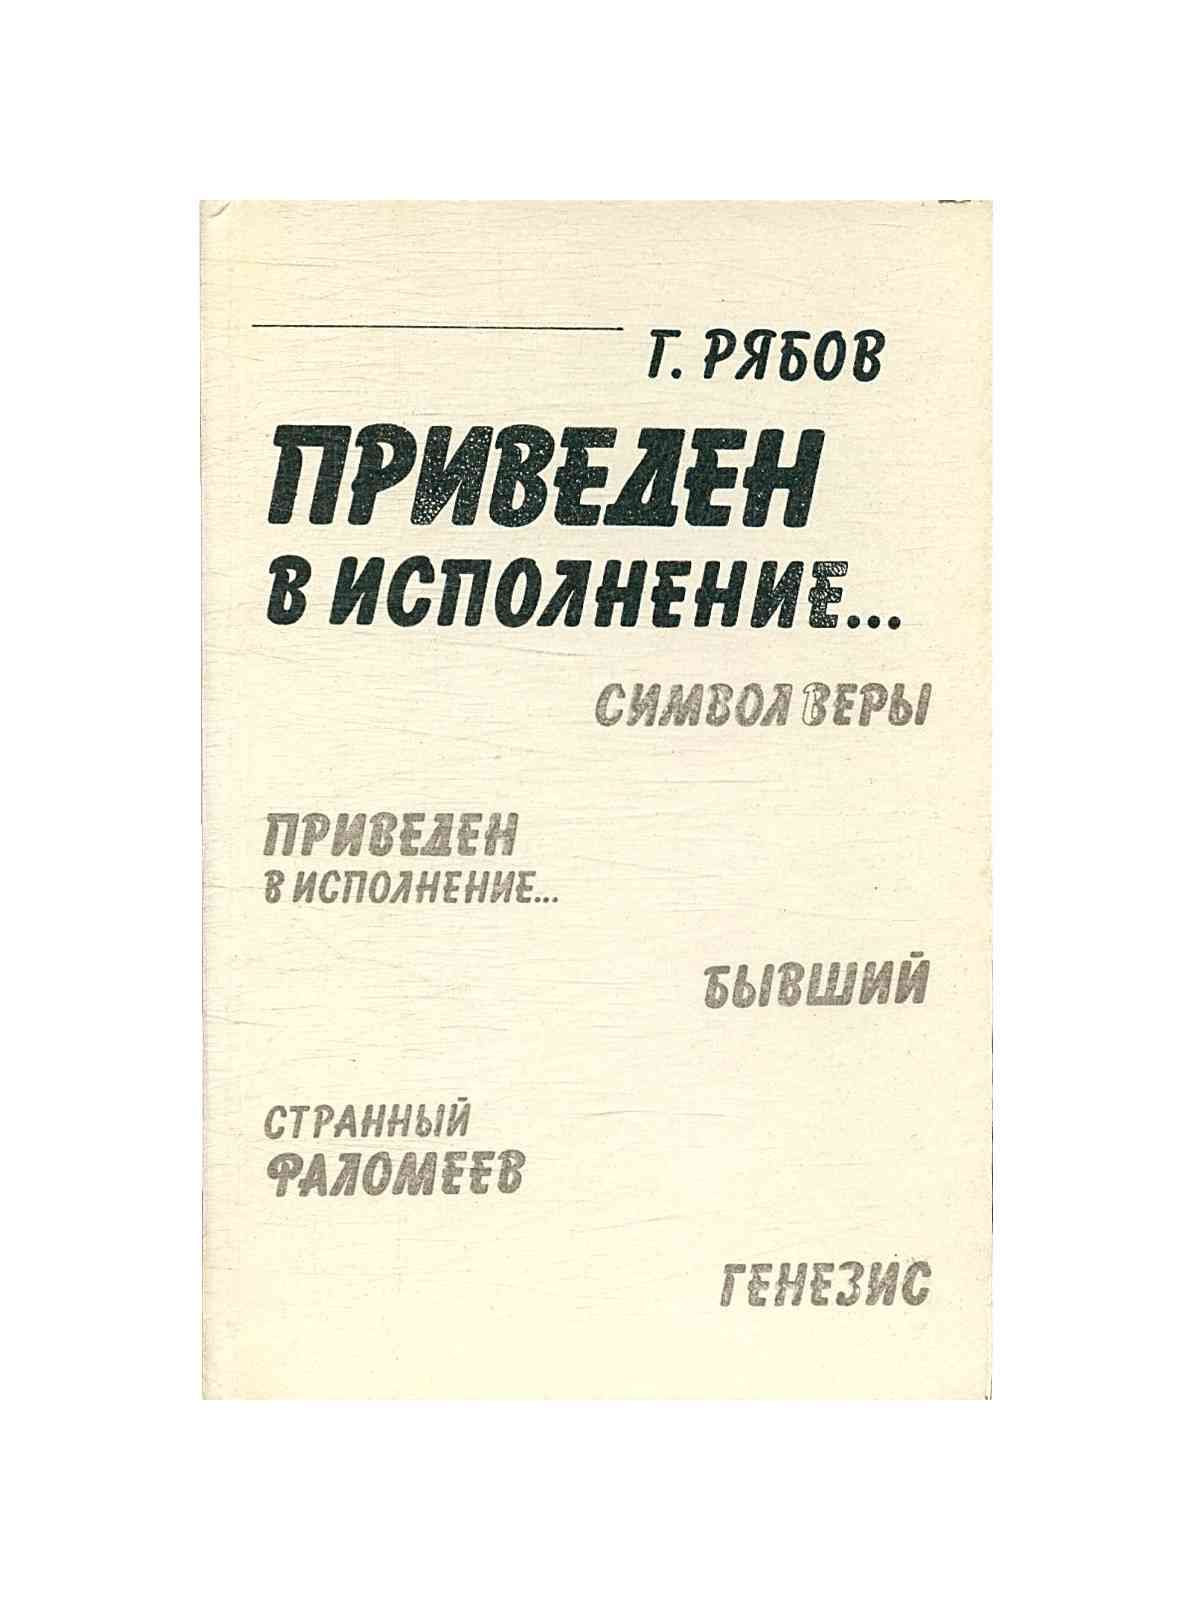 Г. РЯБОВ
ПРИВЕДЕН
В ИСПОЛНЕНИЕ...
СИМВОЛ ВЕРЫ
ПРИВЕДЕН
В ИСПОЛНЕНИЕ...
БЫВШИЙ
СТРАННЫЙ
ФАЛОМЕЕВ
ГЕНЕЗИС